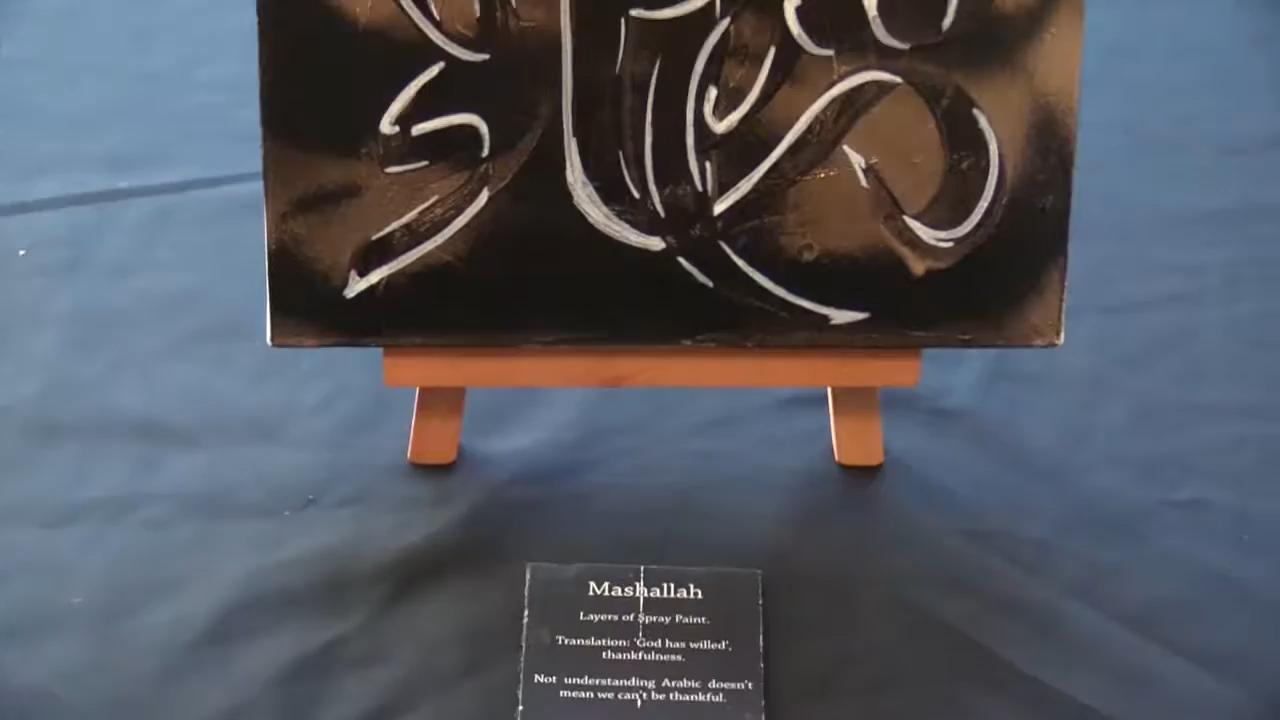 Mashallah
Layers of Spray Paint.
Translation: 'God has willed',
thankfulness.
Not understanding Arabic doesn't
mean we can't be thankful.